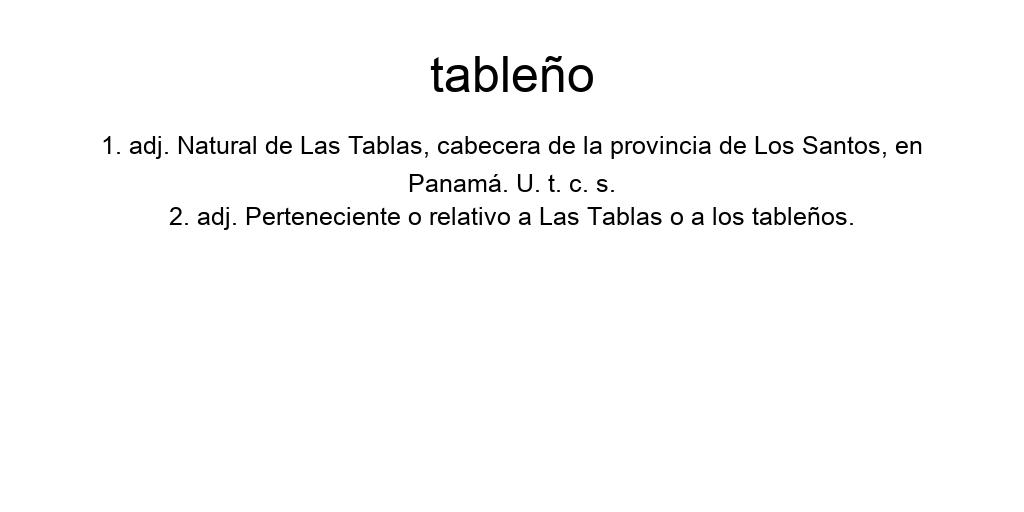 tableño
1. adj. Natural de Las Tablas, cabecera de la provincia de Los Santos, en
Panamá. U. t. c. s.
2. adj. Perteneciente o relativo a Las Tablas o a los tableños.